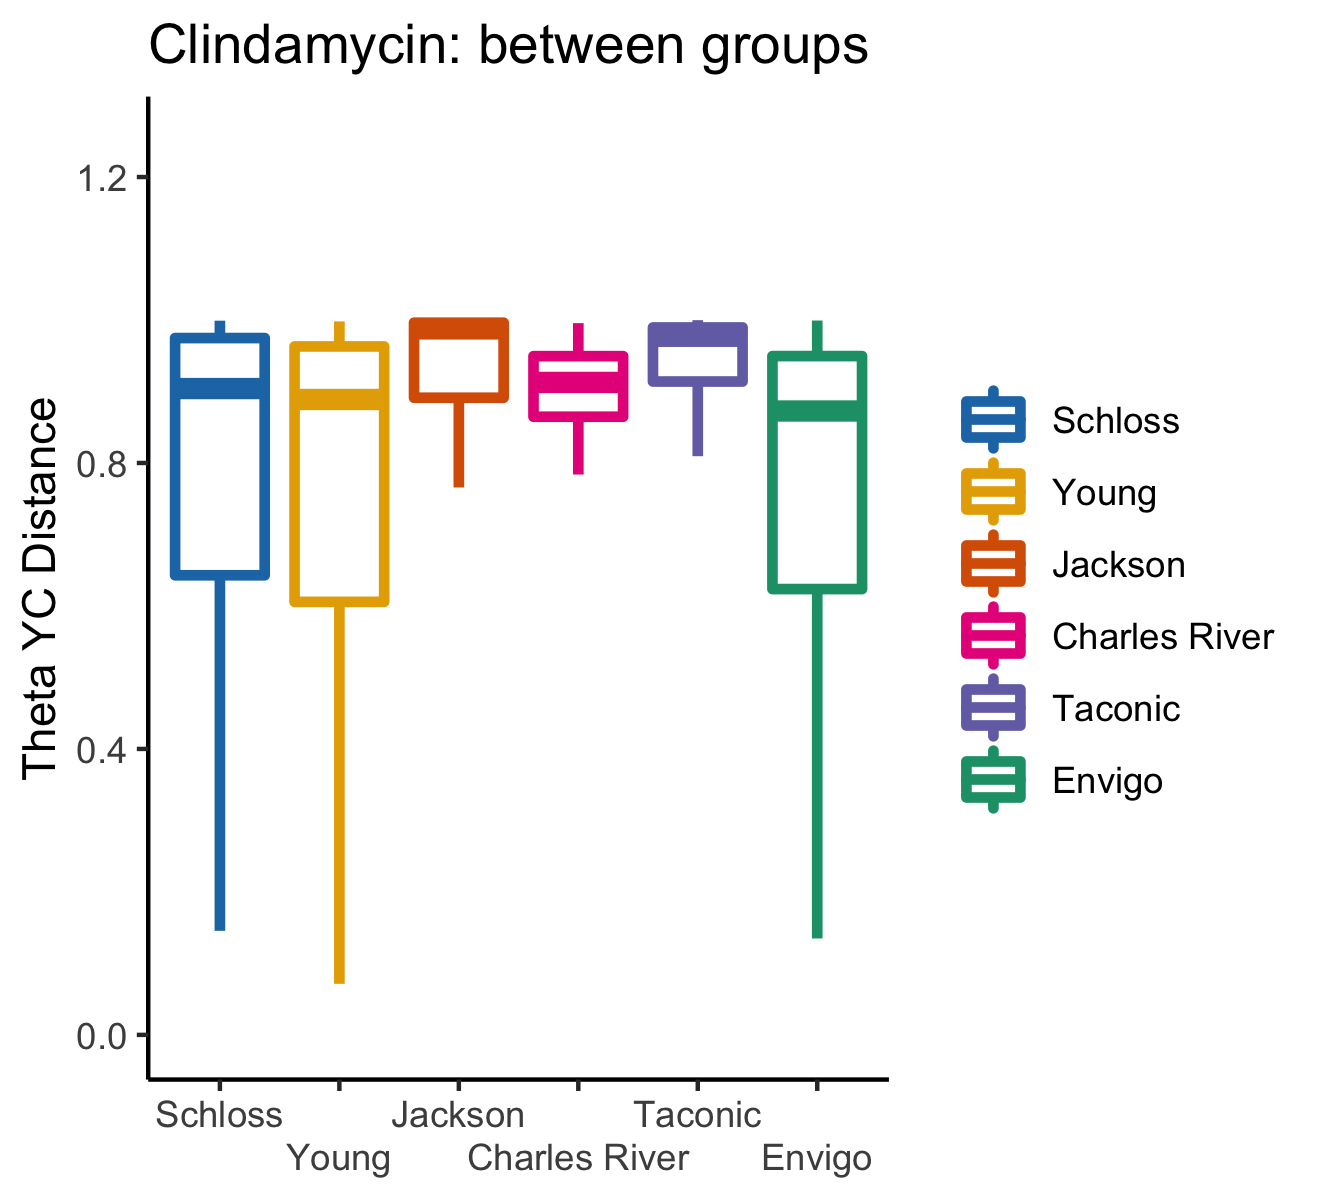 Clindamycin: between groups
Theta YC Distance
1.2
0.8
0.4
0.0
Schloss
Young
Jackson
Charles River
Taconic
Envigo
Schloss
Young
Jackson
Charles River
Taconic
Envigo